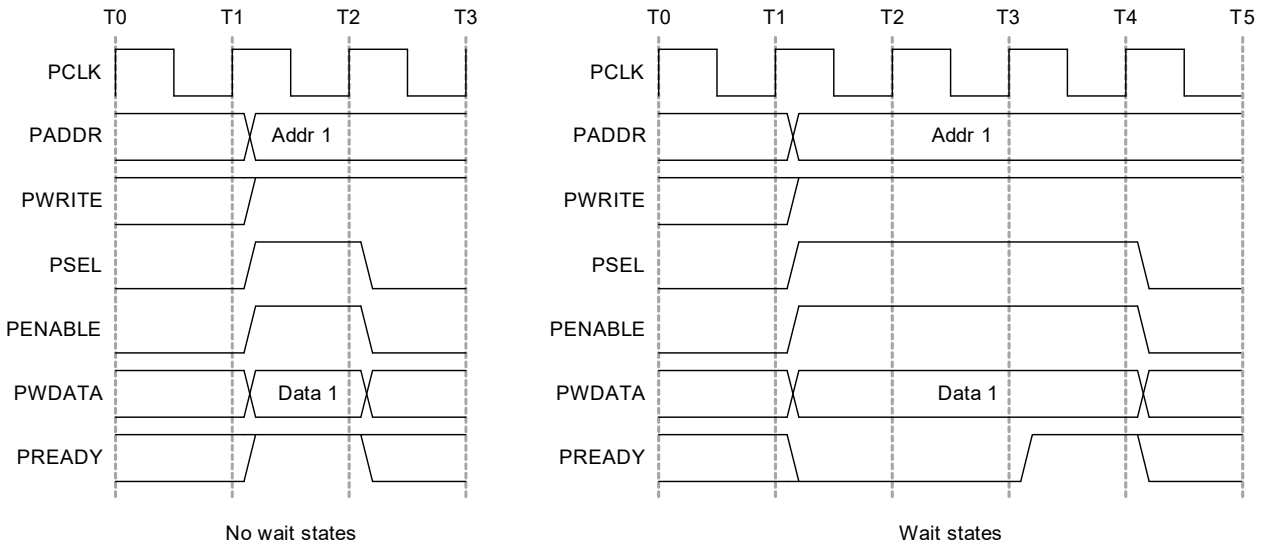 T0 T1 T2 T3
PCLK
PADDR Addr 1
PWRITE
PSEL
PENABLE
PWDATA Data 1
PREADY
No wait states
T0 T1 T2 T3 T4 T5
PCLK
PADDR Addr 1
PWRITE
PSEL
PENABLE
PWDATA Data 1
PREADY
Wait states